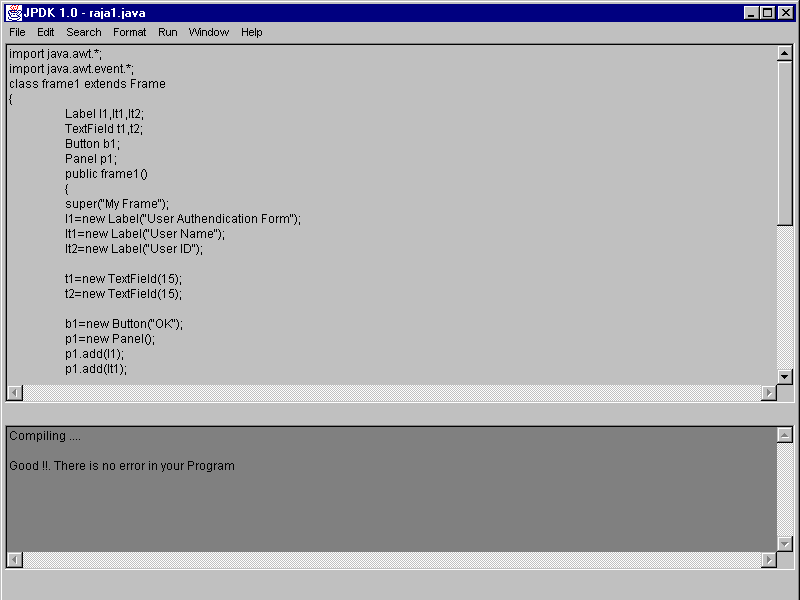 JPDK 1.0 - raja1.java
File Edit Search Format Run Window Help
import java.awt.*;
import java.awt.event.*;
class frame1 extends Frame
{
Label l1,lt1,lt2;
TextField t1,t2;
Button b1;
Panel p1;
public frame1()
{
super("My Frame");
l1=new Label("User Authendication Form");
lt1=new Label("User Name");
lt2=new Label("User ID");
t1=new TextField(15);
t2=new TextField(15);
b1=new Button("OK");
p1=new Panel();
p1.add(l1);
p1.add(lt1);
Compiling ....
Good !!. There is no error in your Program